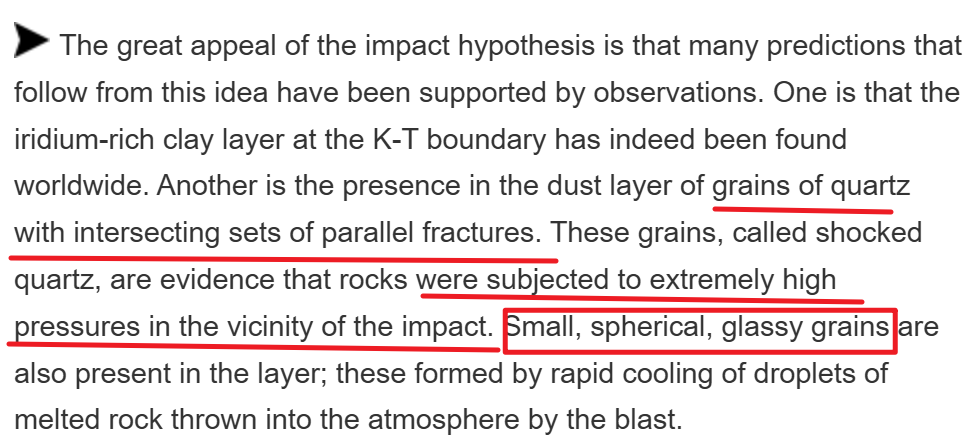 The great appeal of the impact hypothesis is that many predictions that
follow from this idea have been supported by observations. One is that the
iridium-rich clay layer at the K-T boundary has indeed been found
worldwide. Another is the presence in the dust layer of grains of quartz
with intersecting sets of parallel fractures. These grains, called shocked
quartz, are evidence that rocks were subjected to extremely high
pressures in the vicinity of the impact. Small, spherical, glassy grains are
also present in the layer; these formed by rapid cooling of droplets of
melted rock thrown into the atmosphere by the blast.